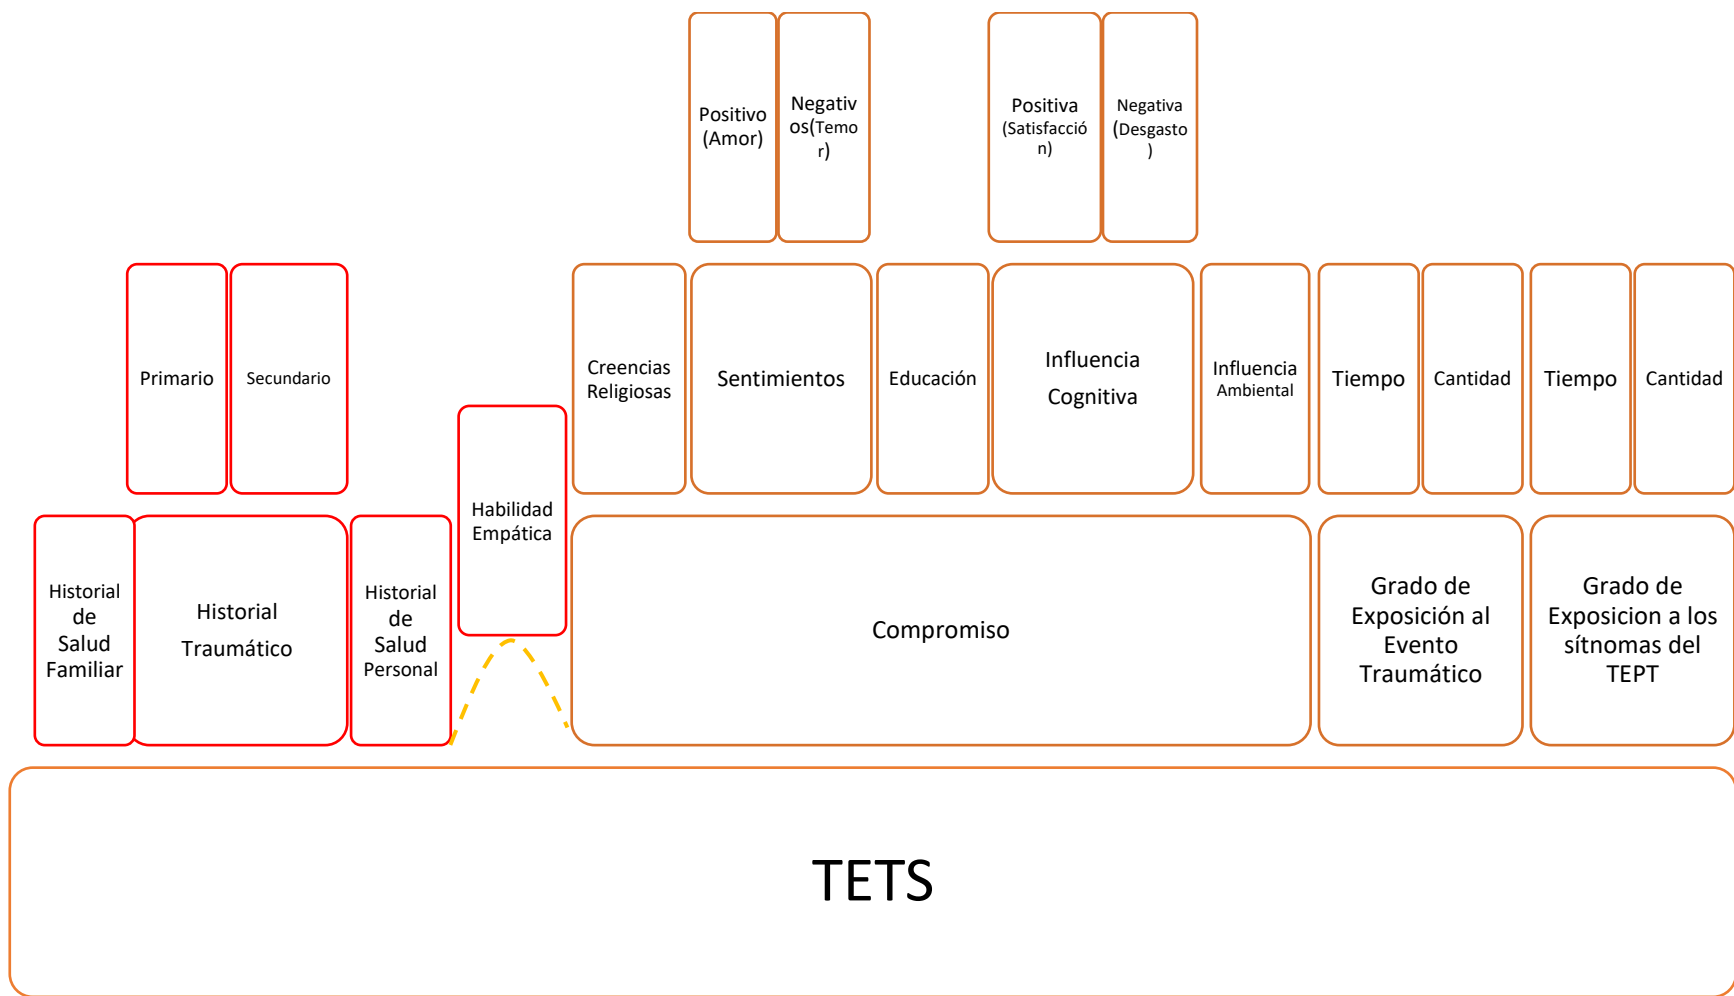 Positivo
(Amor)
Negativ
os(Temo
r)
Positiva
(Satisfacció
n)
Negativa
(Desgasto
)
Primario
Secundario
Creencias
Religiosas
Sentimientos
Educación
Influencia
Cognitiva
Influencia
Ambiental
Tiempo
Cantidad
Tiempo
Cantidad
Historial
de
Salud
Familiar
Historial
Traumático
Historial
de
Salud
Personal
Habilidad
Empática
Compromiso
Grado de
Exposición al
Evento
Traumático
Grado de
Exposicion a los
sítnomas del
TEPT
TETS